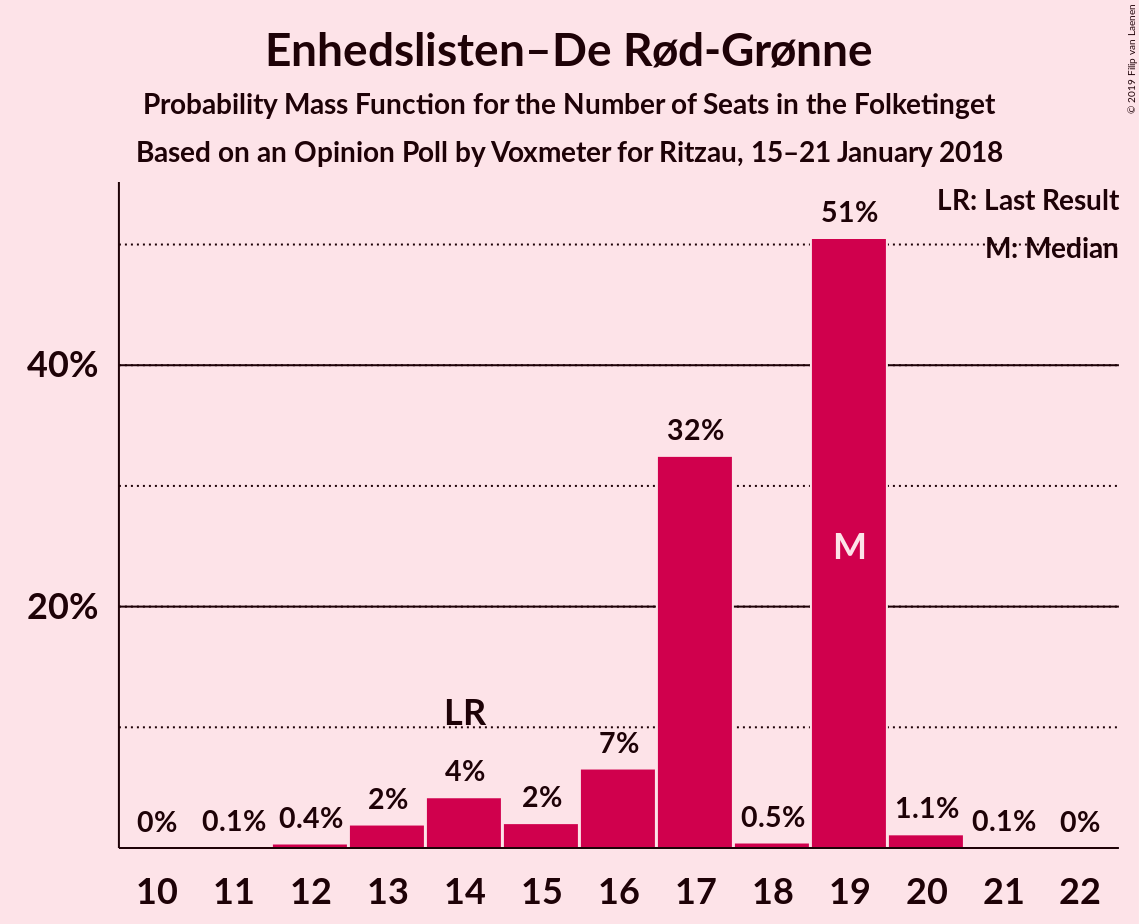 Enhedslisten–De Rød-Grønne
Probability Mass Function for the Number of Seats in the Folketinget
Based on an Opinion Poll by Voxmeter for Ritzau, 15–21 January 2018
© 2019 Filip van Laenen
LR: Last Result
M: Median
51%
40%
32%
M
20%
LR
7%
4%
2%
2%
0%
0.1%
0.4%
0.5%
1.1%
0.1%
0%
10 11 12 13 14 15 16 17 18 19 20 21 22